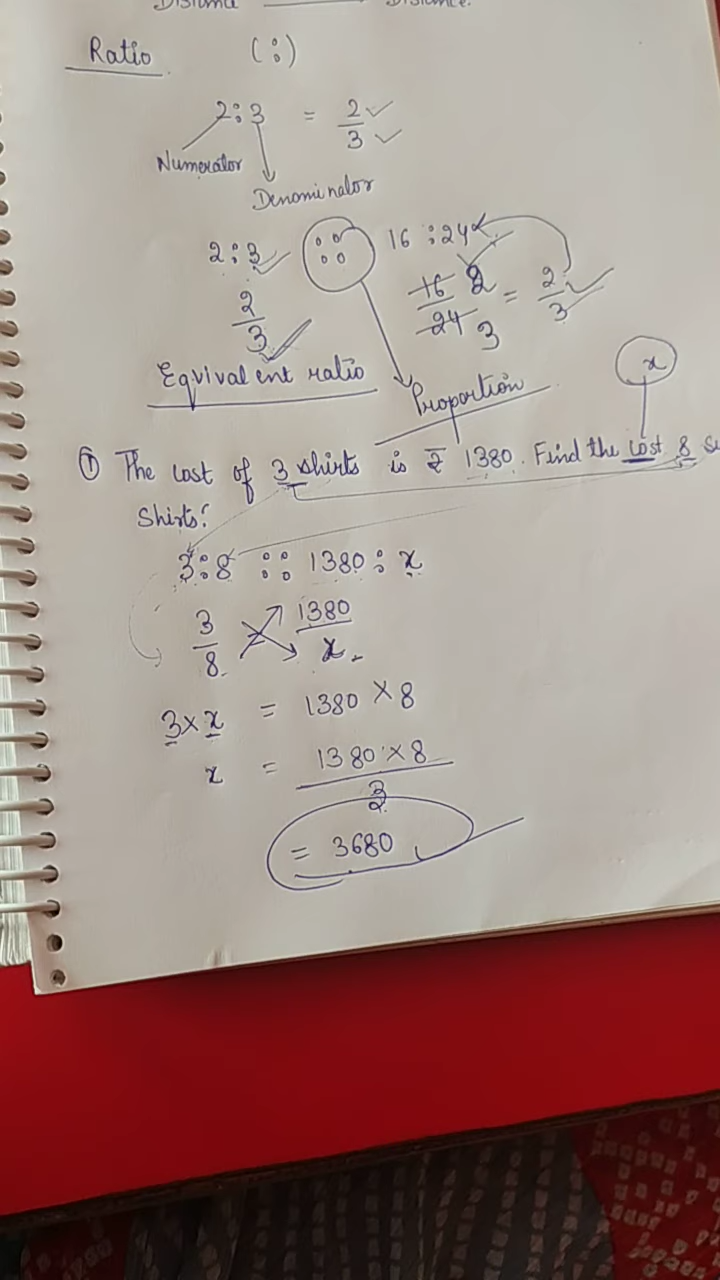 Distance.
Ratio (:)
2:3 = 2/3
Numerator
Denominator
2:3 :: 16:24
2/3
16/24 2/3 = 2/3
Equivalent ratio
Proportion
x
① The cost of 3 shirts is ₹ 1380. Find the cost 8
Shirts?
3:8 :: 1380 : x
3/8 = 1380/x
3×x = 1380 × 8
x = 1380 × 8 / 3
= 3680